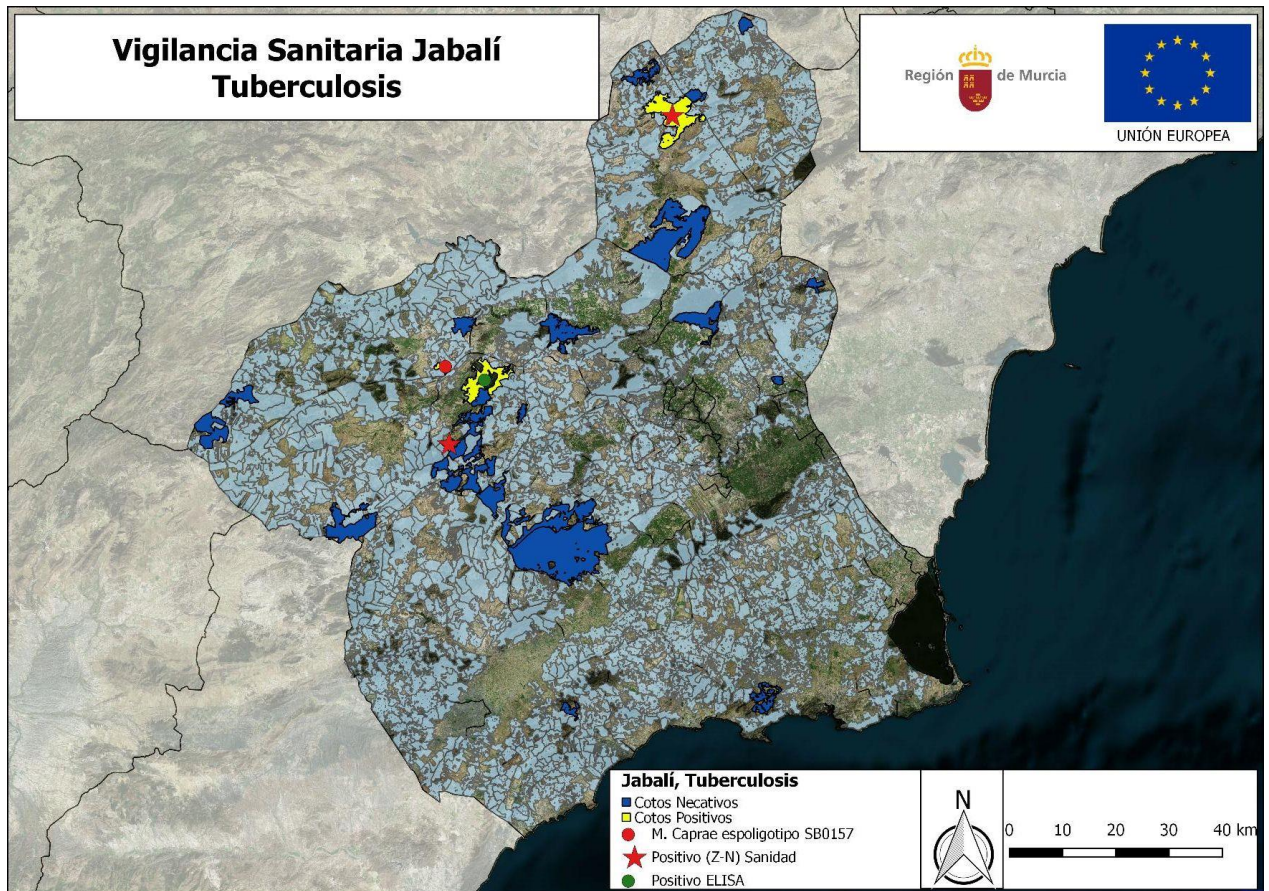 Vigilancia Sanitaria Jabalí
Tuberculosis
Región de Murcia
UNIÓN EUROPEA
Jabalí, Tuberculosis
Cotos Necativos
Cotos Positivos
M. Caprae espoligotipo SB0157
Positivo (Z-N) Sanidad
Positivo ELISA
N
0 10 20 30 40 km